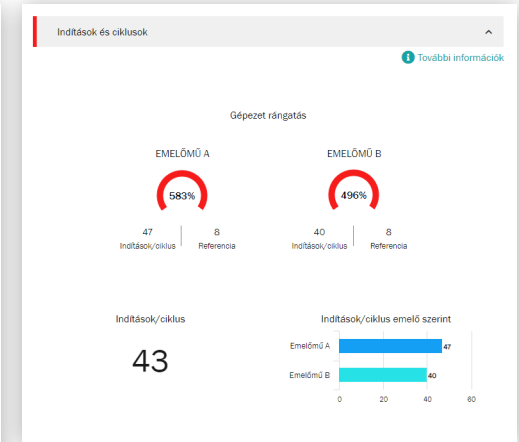 Indítások és ciklusok
További információk
Gépezet rángatás
EMELŐMŰ A
EMELŐMŰ B
583%
496%
47
8
40
8
Indítások/ciklus
Referencia
Indítások/ciklus
Referencia
Indítások/ciklus
43
Indítások/ciklus emelő szerint
Emelőmű A
47
Emelőmű B
40
0 20 40 60